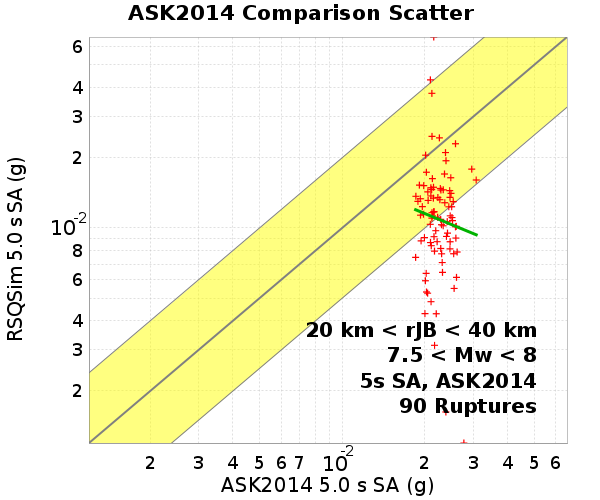 ASK2014 Comparison Scatter
RSQSim 5.0 s SA (g)
6
4
3
2
10⁻²
8
6
4
3
2
20 km < rJB < 40 km
7.5 < Mw < 8
5s SA, ASK2014
90 Ruptures
2 3 4 5 6 7 10⁻² 2 3 4 5 6
ASK2014 5.0 s SA (g)